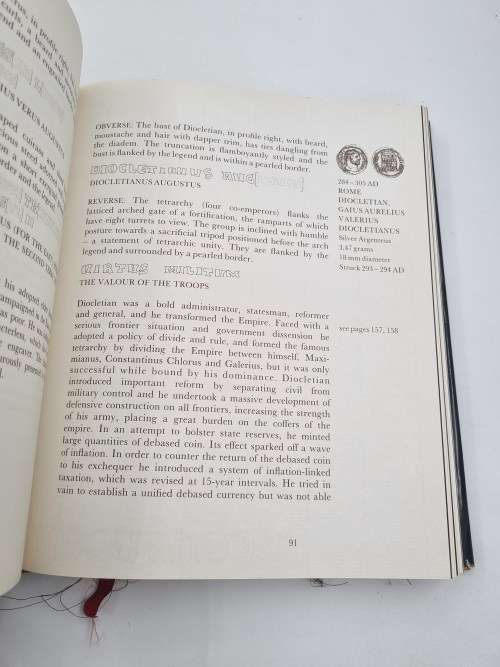 OBVERSE: The bust of Diocletian, in profile right, with beard,
moustache and hair with dapper trim, has ties dangling from
the diadem. The truncation is flamboyantly styled and the
bust is flanked by the legend and is within a pearled border.
DIOCLETIANUS
DIOCLETIANUS AUGUSTUS
REVERSE: The tetrarchy (four co-emperors) flanks the
latticed arched gate of a fortification, the ramparts of which
have eight turrets to view. The group is inclined with humble
posture towards a sacrificial tripod positioned before the arch
– a statement of tetrarchic unity. They are flanked by the
legend and surrounded by a pearled border.
VIRTUS MILITUM
THE VALOUR OF THE TROOPS
Diocletian was a bold administrator, statesman, reformer
and general, and he transformed the Empire. Faced with a
serious frontier situation and government dissension he
adopted a policy of divide and rule, and formed the famous
tetrarchy by dividing the Empire between himself, Maxi-
mianus, Constantinus Chlorus and Galerius, but it was only
successful while bound by his dominance. Diocletian
introduced important reform by separating civil from
military control and he undertook a massive development of
defensive construction on all frontiers, increasing the strength
of his army, placing a great burden on the coffers of the
empire. In an attempt to bolster state reserves, he minted
large quantities of debased coin. Its effect sparked off a wave
of inflation. In order to counter the return of the debased coin
to his exchequer he introduced a system of inflation-linked
taxation, which was revised at 15-year intervals. He tried in
vain to establish a unified debased currency but was not able
284–305 AD
ROME
DIOCLETIAN,
GAIUS AURELIUS
VALERIUS
DIOCLETIANUS
Silver Argenteus
3.47 grams
18 mm diameter
Struck 293–294 AD
see pages 157, 158
91